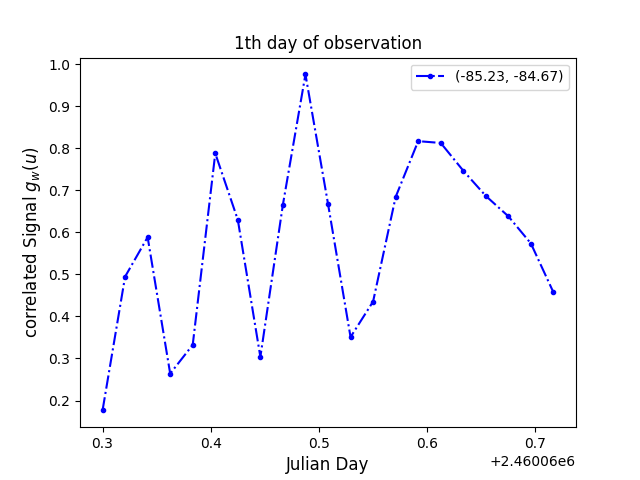 1th day of observation
(-85.23, -84.67)
correlated Signal g_w(u)
1.0
0.9
0.8
0.7
0.6
0.5
0.4
0.3
0.2
0.3 0.4 0.5 0.6 0.7
Julian Day
+2.46006e6